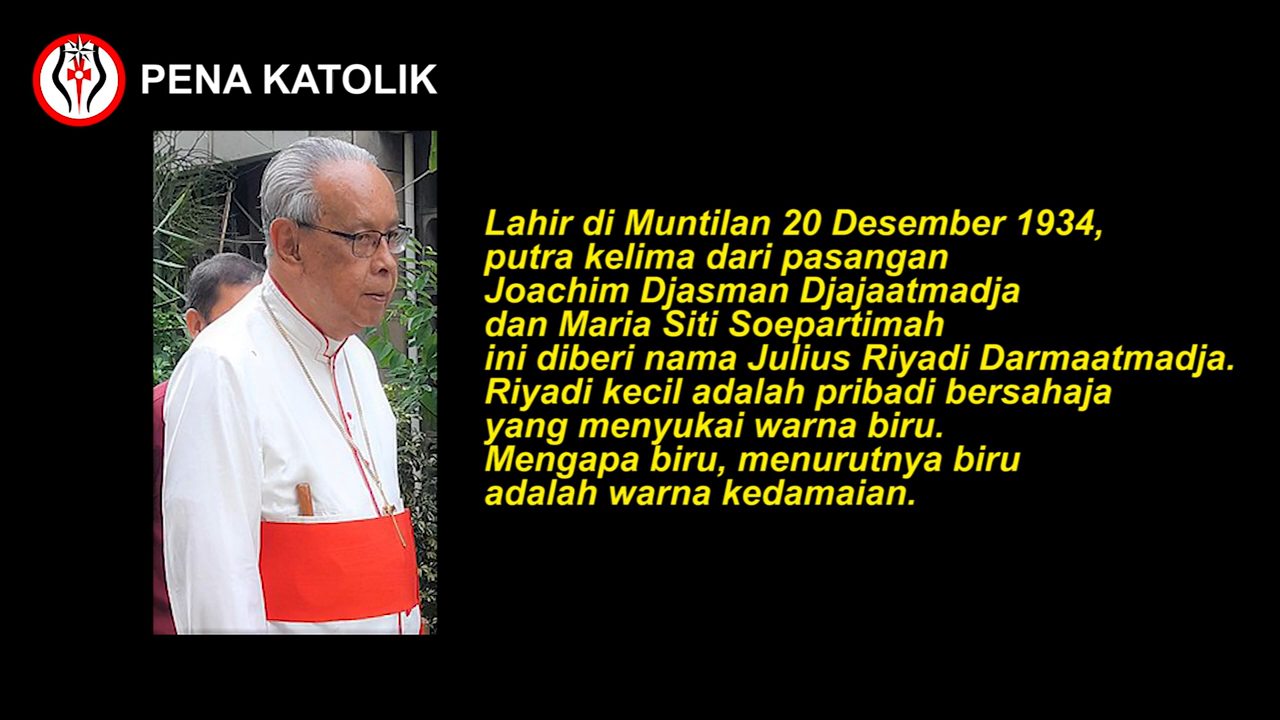 PENA KATOLIK
Lahir di Muntilan 20 Desember 1934,
putra kelima dari pasangan
Joachim Djasman Djajaatmadja
dan Maria Siti Soepartimah
ini diberi nama Julius Riyadi Darmaatmadja.
Riyadi kecil adalah pribadi bersahaja
yang menyukai warna biru.
Mengapa biru, menurutnya biru
adalah warna kedamaian.